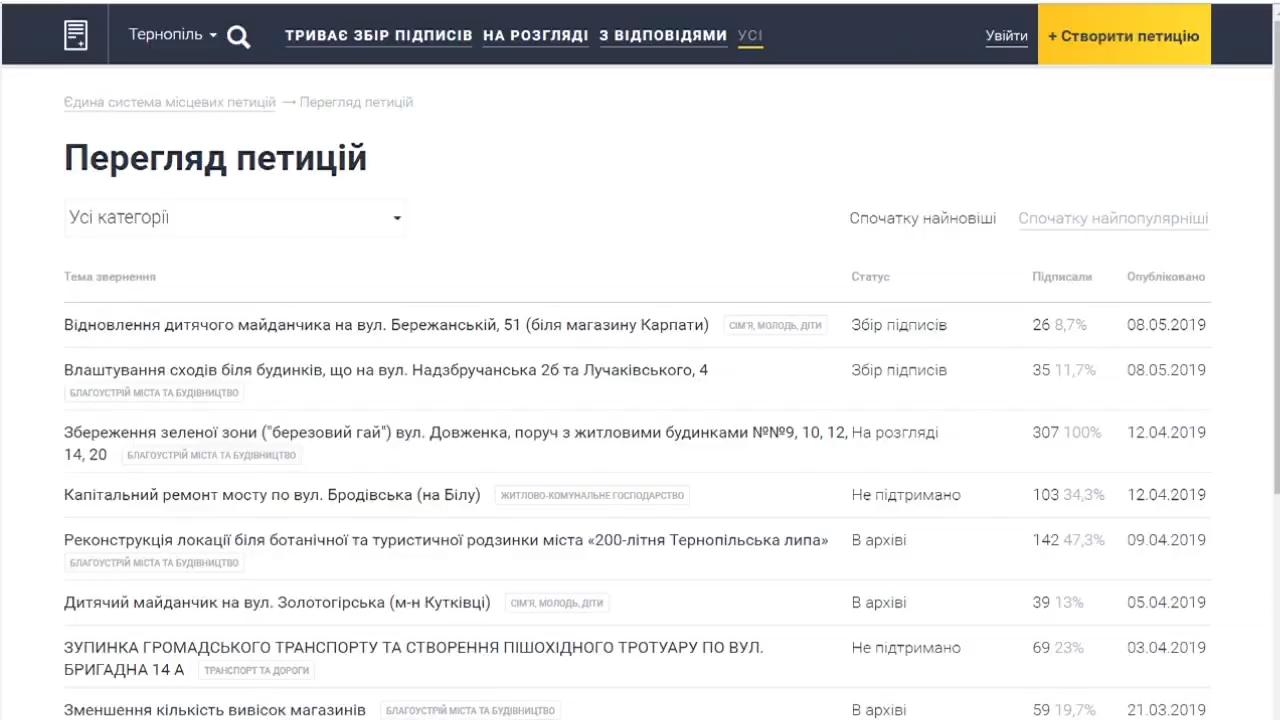 Тернопіль
ТРИВАЄ ЗБІР ПІДПИСІВ НА РОЗГЛЯДІ З ВІДПОВІДЯМИ УСІ
Увійти
+ Створити петицію
Єдина система місцевих петицій → Перегляд петицій
Перегляд петицій
Усі категорії
Спочатку найновіші Спочатку найпопулярніші
Тема звернення Статус Підписали Опубліковано
Відновлення дитячого майданчика на вул. Бережанській, 51 (біля магазину Карпати) СІМ'Я, МОЛОДЬ, ДІТИ Збір підписів 26 8,7% 08.05.2019
Влаштування сходів біля будинків, що на вул. Надзбручанська 2б та Лучаківського, 4 Збір підписів 35 11,7% 08.05.2019
БЛАГОУСТРІЙ МІСТА ТА БУДІВНИЦТВО
Збереження зеленої зони ("березовий гай") вул. Довженка, поруч з житловими будинками №№9, 10, 12, На розгляді 307 100% 12.04.2019
14, 20 БЛАГОУСТРІЙ МІСТА ТА БУДІВНИЦТВО
Капітальний ремонт мосту по вул. Бродівська (на Білу) ЖИТЛОВО-КОМУНАЛЬНЕ ГОСПОДАРСТВО Не підтримано 103 34,3% 12.04.2019
Реконструкція локації біля ботанічної та туристичної родзинки міста «200-літня Тернопільська липа» В архіві 142 47,3% 09.04.2019
БЛАГОУСТРІЙ МІСТА ТА БУДІВНИЦТВО
Дитячий майданчик на вул. Золотогірська (м-н Кутківці) СІМ'Я, МОЛОДЬ, ДІТИ В архіві 39 13% 05.04.2019
ЗУПИНКА ГРОМАДСЬКОГО ТРАНСПОРТУ ТА СТВОРЕННЯ ПІШОХІДНОГО ТРОТУАРУ ПО ВУЛ. Не підтримано 69 23% 03.04.2019
БРИГАДНА 14 А ТРАНСПОРТ ТА ДОРОГИ
Зменшення кількість вивісок магазинів БЛАГОУСТРІЙ МІСТА ТА БУДІВНИЦТВО В архіві 59 19,7% 21.03.2019